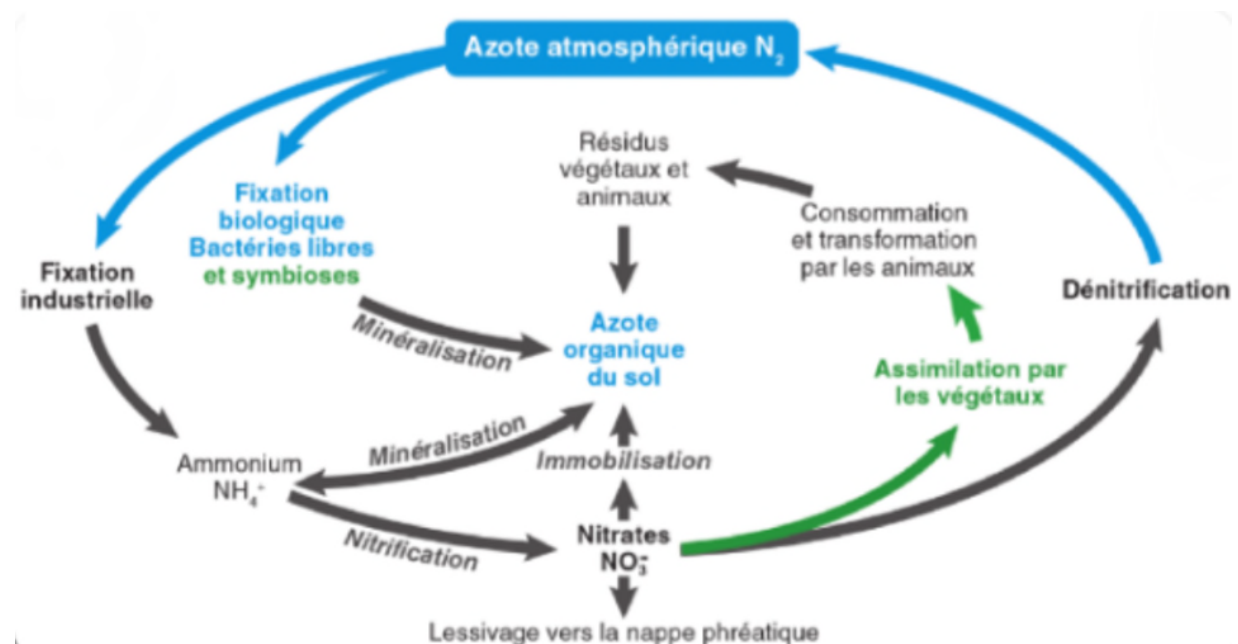 Azote atmosphérique N₂
Résidus
végétaux et
animaux
Fixation
biologique
Bactéries libres
et symbioses
Consommation
et transformation
par les animaux
Fixation
industrielle
Dénitrification
Minéralisation
Azote
organique
du sol
Assimilation par
les végétaux
Minéralisation
Immobilisation
Ammonium
NH₄⁺
Nitrification
Nitrates
NO₃⁻
Lessivage vers la nappe phréatique